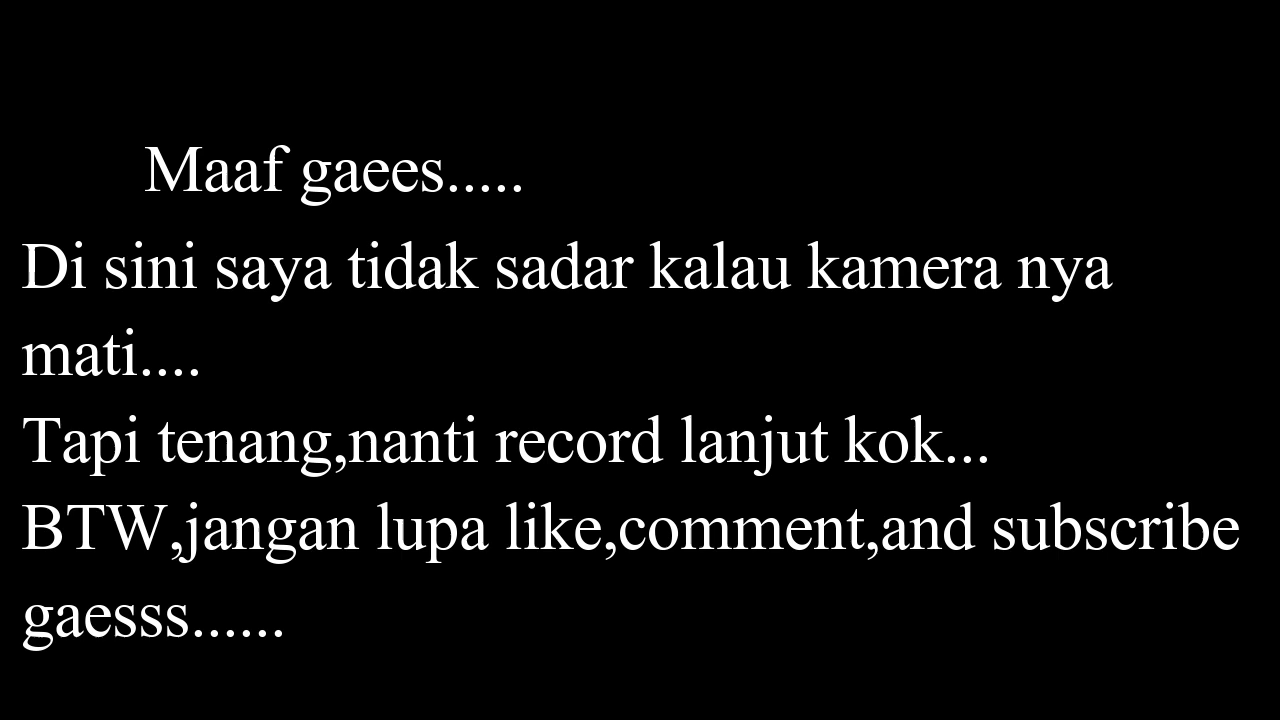 Maaf gaees.....
Di sini saya tidak sadar kalau kamera nya
mati....
Tapi tenang,nanti record lanjut kok...
BTW,jangan lupa like,comment,and subscribe
gaesss......